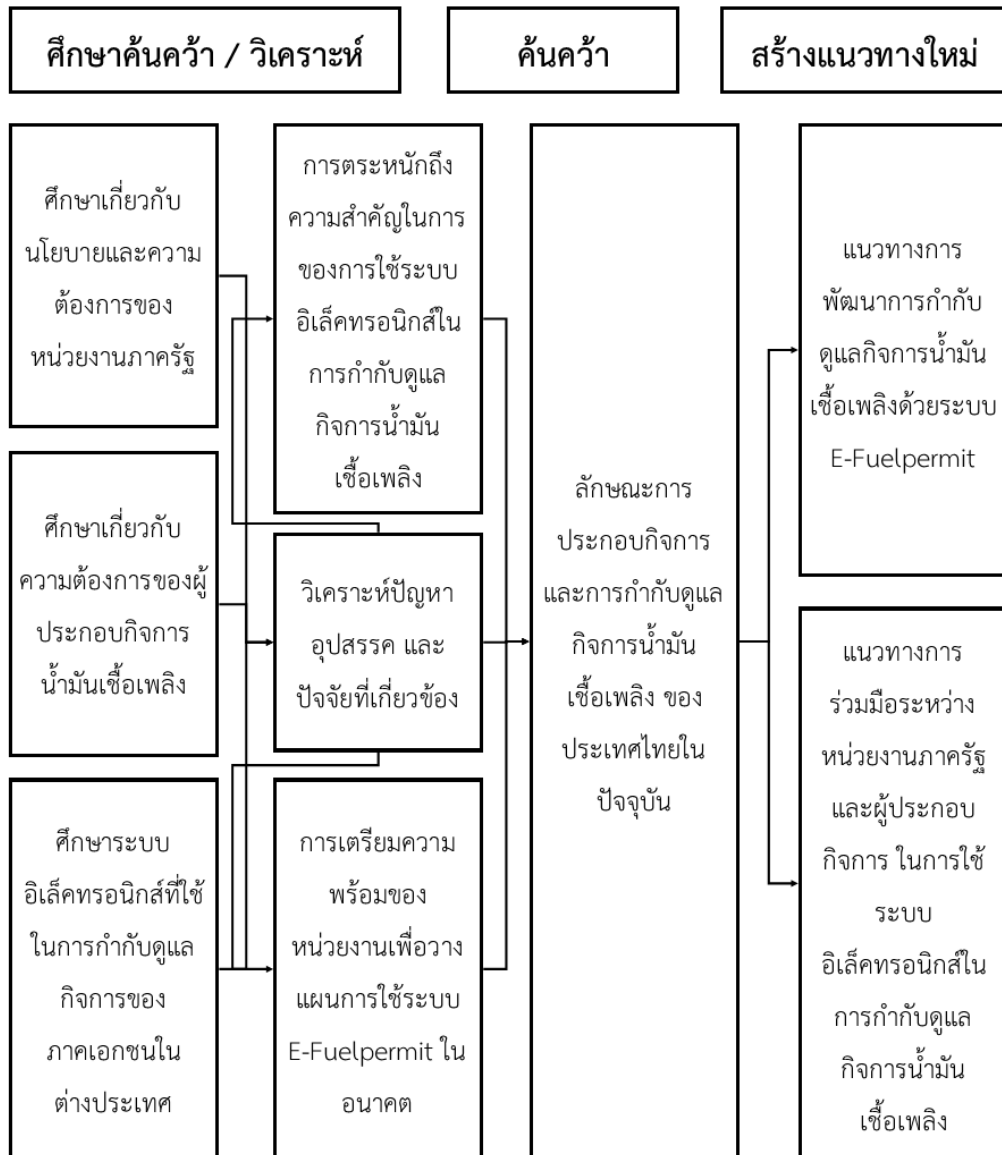 ศึกษาค้นคว้า / วิเคราะห์
ค้นคว้า
สร้างแนวทางใหม่
ศึกษาเกี่ยวกับ
นโยบายและความ
ต้องการของ
หน่วยงานภาครัฐ
ศึกษาเกี่ยวกับ
ความต้องการของผู้
ประกอบกิจการ
น้ำมันเชื้อเพลิง
ศึกษาระบบ
อิเล็คทรอนิกส์ที่ใช้
ในการกำกับดูแล
กิจการของ
ภาคเอกชนใน
ต่างประเทศ
การตระหนักถึง
ความสำคัญในการ
ของการใช้ระบบ
อิเล็คทรอนิกส์ใน
การกำกับดูแล
กิจการน้ำมัน
เชื้อเพลิง
วิเคราะห์ปัญหา
อุปสรรค และ
ปัจจัยที่เกี่ยวข้อง
การเตรียมความ
พร้อมของ
หน่วยงานเพื่อวาง
แผนการใช้ระบบ
E-Fuelpermit ใน
อนาคต
ลักษณะการ
ประกอบกิจการ
และการกำกับดูแล
กิจการน้ำมัน
เชื้อเพลิง ของ
ประเทศไทยใน
ปัจจุบัน
แนวทางการ
พัฒนาการกำกับ
ดูแลกิจการน้ำมัน
เชื้อเพลิงด้วยระบบ
E-Fuelpermit
แนวทางการ
ร่วมมือระหว่าง
หน่วยงานภาครัฐ
และผู้ประกอบ
กิจการ ในการใช้
ระบบ
อิเล็คทรอนิกส์ใน
การกำกับดูแล
กิจการน้ำมัน
เชื้อเพลิง